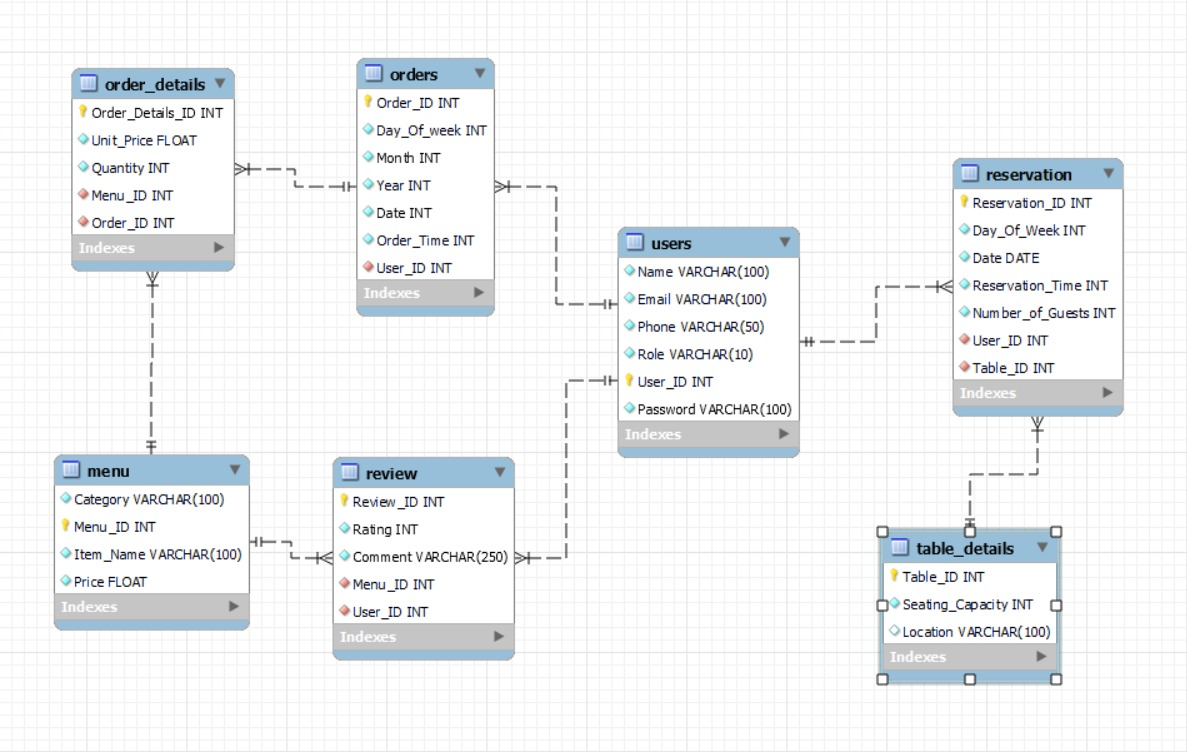 order_details
Order_Details_ID INT
Unit_Price FLOAT
Quantity INT
Menu_ID INT
Order_ID INT
Indexes
orders
Order_ID INT
Day_Of_week INT
Month INT
Year INT
Date INT
Order_Time INT
User_ID INT
Indexes
users
Name VARCHAR(100)
Email VARCHAR(100)
Phone VARCHAR(50)
Role VARCHAR(10)
User_ID INT
Password VARCHAR(100)
Indexes
reservation
Reservation_ID INT
Day_Of_Week INT
Date DATE
Reservation_Time INT
Number_of_Guests INT
User_ID INT
Table_ID INT
Indexes
menu
Category VARCHAR(100)
Menu_ID INT
Item_Name VARCHAR(100)
Price FLOAT
Indexes
review
Review_ID INT
Rating INT
Comment VARCHAR(250)
Menu_ID INT
User_ID INT
Indexes
table_details
Table_ID INT
Seating_Capacity INT
Location VARCHAR(100)
Indexes